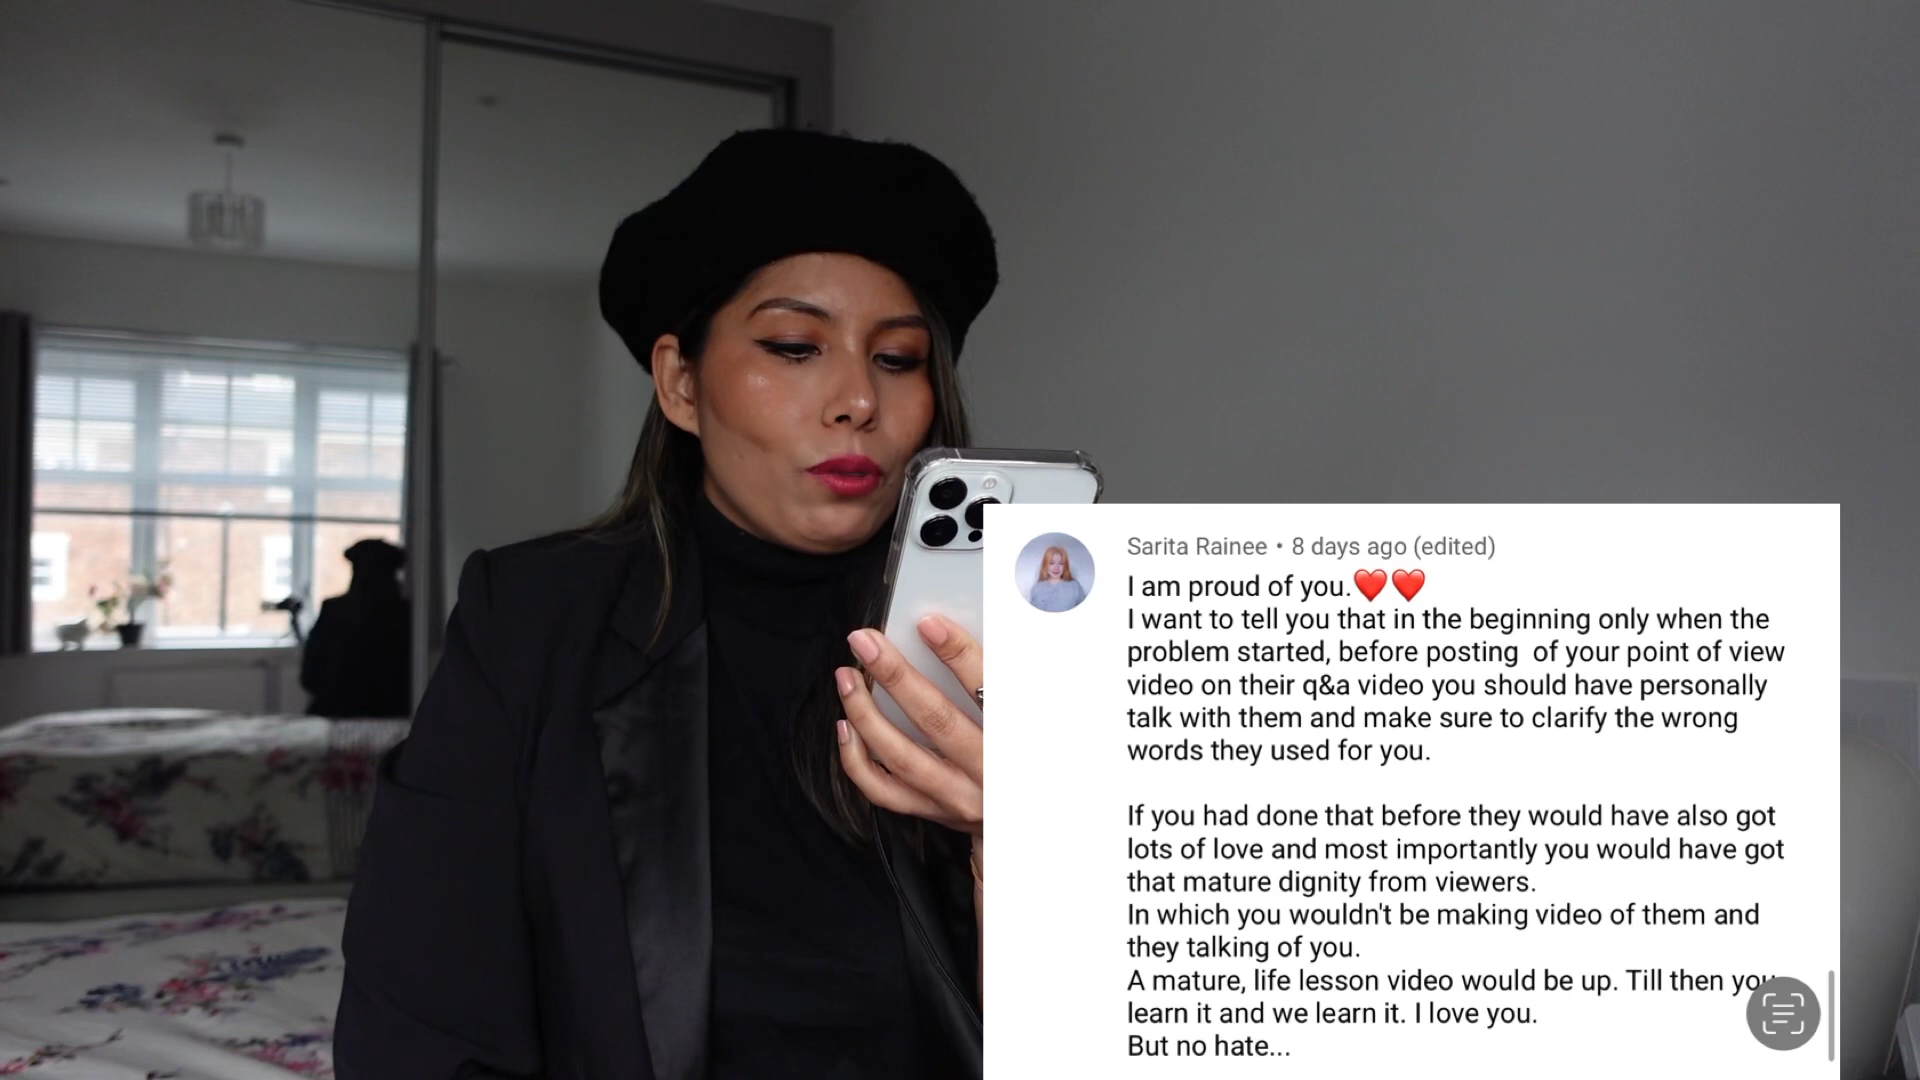 Sarita Rainee • 8 days ago (edited)
I am proud of you.❤️❤️
I want to tell you that in the beginning only when the
problem started, before posting  of your point of view
video on their q&a video you should have personally
talk with them and make sure to clarify the wrong
words they used for you.
If you had done that before they would have also got
lots of love and most importantly you would have got
that mature dignity from viewers.
In which you wouldn't be making video of them and
they talking of you.
A mature, life lesson video would be up. Till then you
learn it and we learn it. I love you.
But no hate...